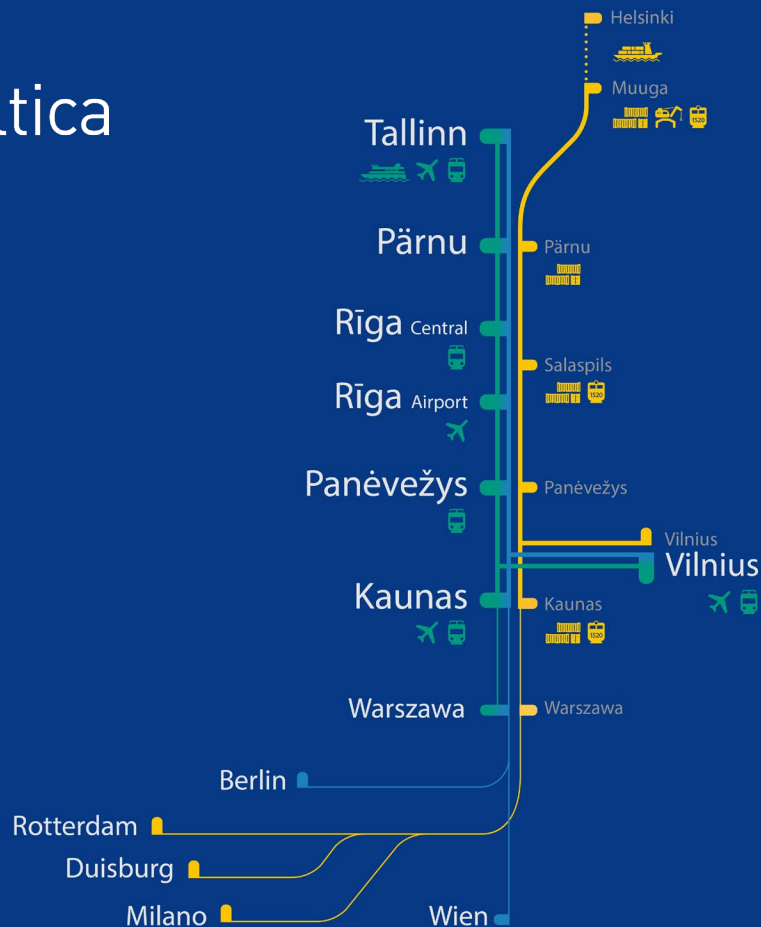 ltica
Helsinki
Muuga
1520
Tallinn
Pärnu
Pärnu
Rīga Central
Salaspils
1520
Rīga Airport
Panėvežys
Panėvežys
Vilnius
Vilnius
Kaunas
Kaunas
1520
Warszawa
Warszawa
Berlin
Rotterdam
Duisburg
Milano
Wien